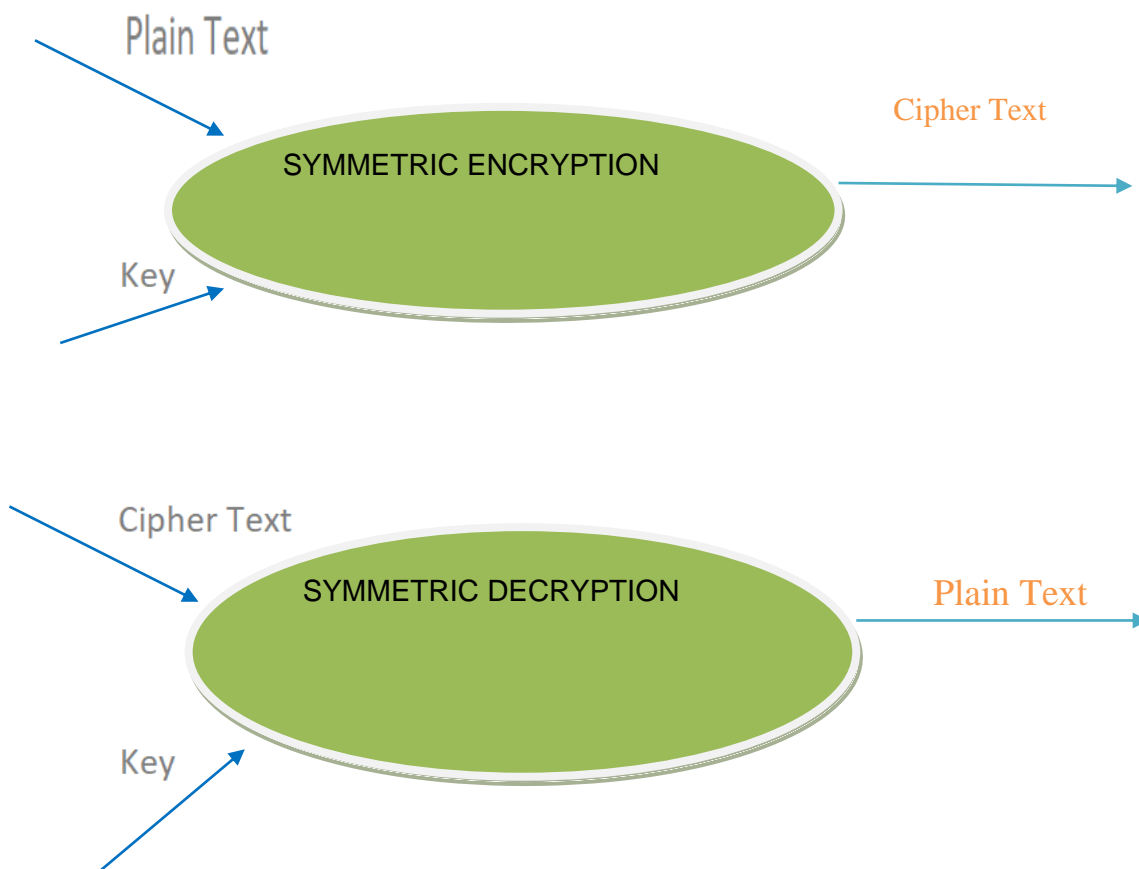 Plain Text
Cipher Text
SYMMETRIC ENCRYPTION
Key
Cipher Text
SYMMETRIC DECRYPTION
Plain Text
Key